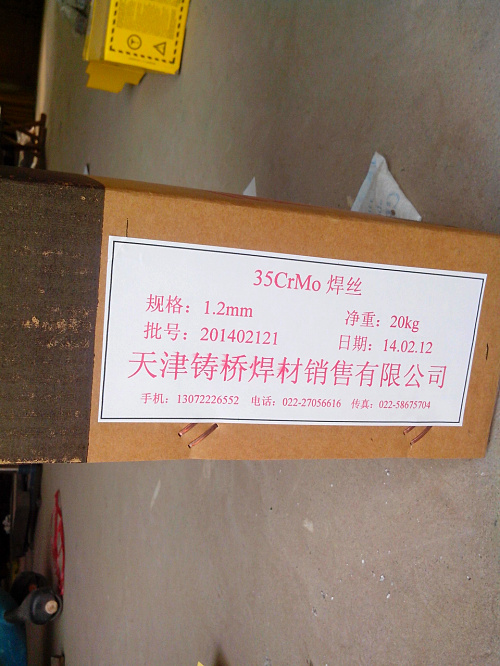 35CrMo 焊丝
规格：1.2mm 净重：20kg
批号：201402121 日期：14.02.12
天津铸桥焊材销售有限公司
手机：13072226552 电话：022-27056616 传真：022-58675704